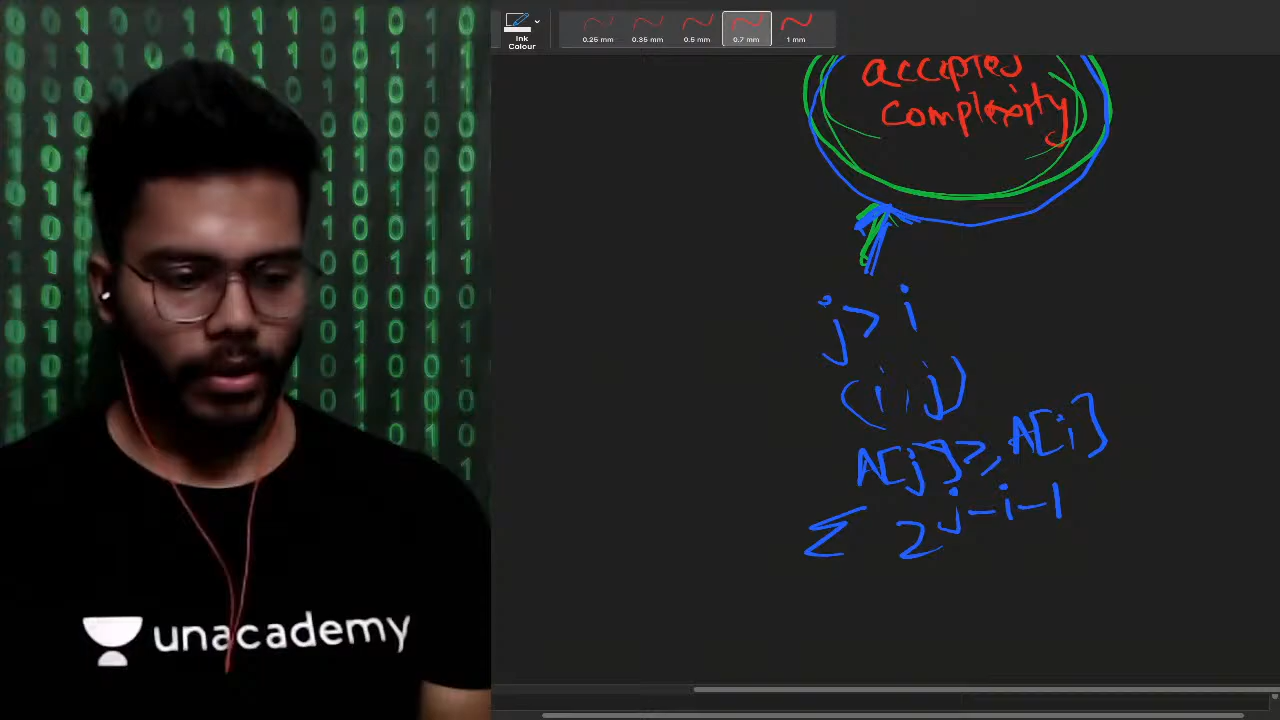 Ink
Colour
0.25 mm
0.35 mm
0.5 mm
0.7 mm
1 mm
accepted
complexity
j > i
(i, j)
A[j] ≥, A[i]
Σ 2^{j-i-1}
unacademy